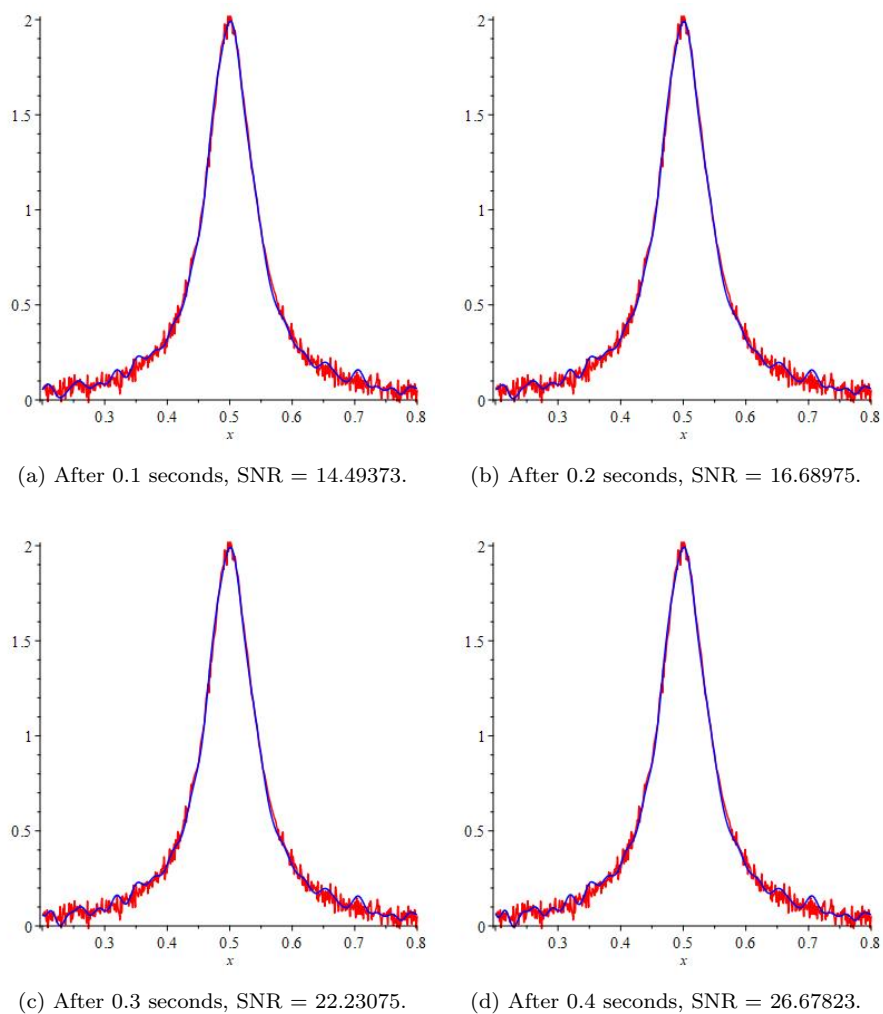 2
1.5
1
0.5
0
0.3 0.4 0.5 0.6 0.7 0.8
x
(a) After 0.1 seconds, SNR = 14.49373.
2
1.5
1
0.5
0
0.3 0.4 0.5 0.6 0.7 0.8
x
(b) After 0.2 seconds, SNR = 16.68975.
2
1.5
1
0.5
0
0.3 0.4 0.5 0.6 0.7 0.8
x
(c) After 0.3 seconds, SNR = 22.23075.
2
1.5
1
0.5
0
0.3 0.4 0.5 0.6 0.7 0.8
x
(d) After 0.4 seconds, SNR = 26.67823.